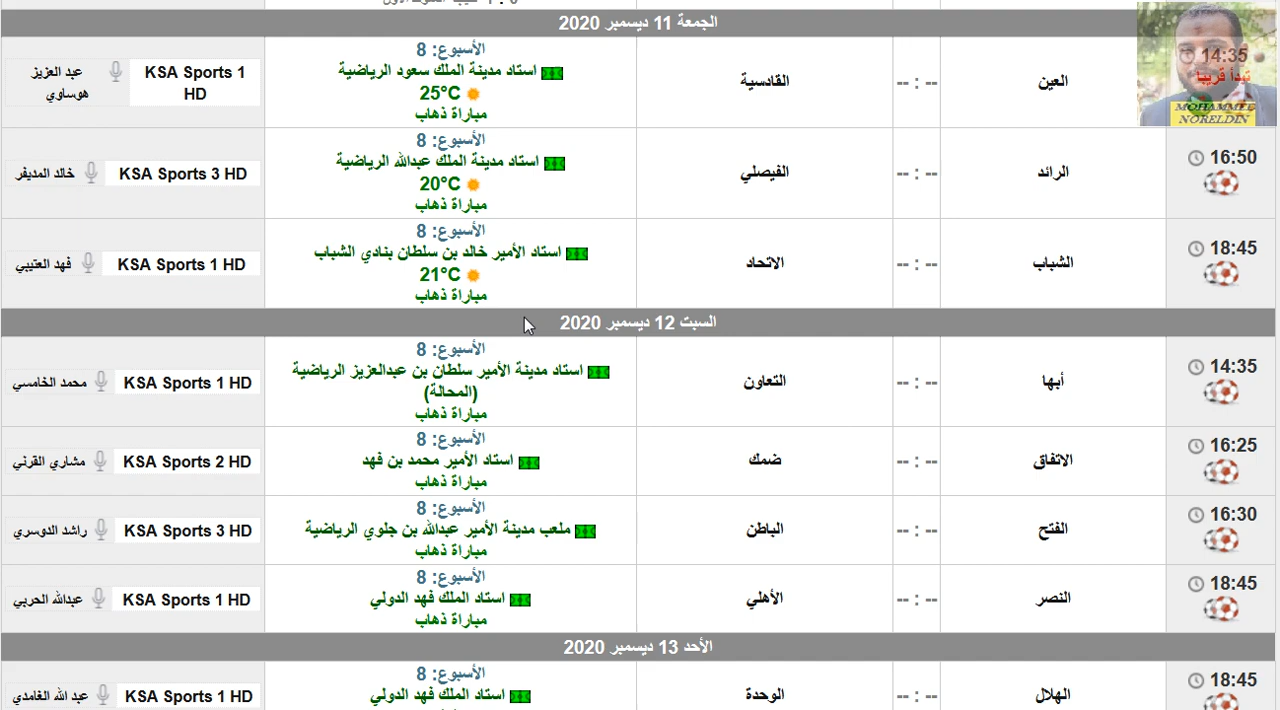 الجمعة 11 ديسمبر 2020
14:35
تبدأ قريبا
MOHAMMED
NORELDIN
العين
-- : --
القادسية
الأسبوع: 8
استاد مدينة الملك سعود الرياضية
25°C
مباراة ذهاب
KSA Sports 1
HD
عبد العزيز
هوساوي
16:50
الرائد
-- : --
الفيصلي
الأسبوع: 8
استاد مدينة الملك عبدالله الرياضية
20°C
مباراة ذهاب
KSA Sports 3 HD
خالد المديفر
18:45
الشباب
-- : --
الاتحاد
الأسبوع: 8
استاد الأمير خالد بن سلطان بنادي الشباب
21°C
مباراة ذهاب
KSA Sports 1 HD
فهد العتيبي
السبت 12 ديسمبر 2020
14:35
أبها
-- : --
التعاون
الأسبوع: 8
استاد مدينة الأمير سلطان بن عبدالعزيز الرياضية
(المحالة)
مباراة ذهاب
KSA Sports 1 HD
محمد الخامسي
16:25
الاتفاق
-- : --
ضمك
الأسبوع: 8
استاد الأمير محمد بن فهد
مباراة ذهاب
KSA Sports 2 HD
مشاري القرني
16:30
الفتح
-- : --
الباطن
الأسبوع: 8
ملعب مدينة الأمير عبدالله بن جلوي الرياضية
مباراة ذهاب
KSA Sports 3 HD
راشد الدوسري
18:45
النصر
-- : --
الأهلي
الأسبوع: 8
استاد الملك فهد الدولي
مباراة ذهاب
KSA Sports 1 HD
عبدالله الحربي
الأحد 13 ديسمبر 2020
18:45
الهلال
-- : --
الوحدة
الأسبوع: 8
استاد الملك فهد الدولي
KSA Sports 1 HD
عبد الله الغامدي